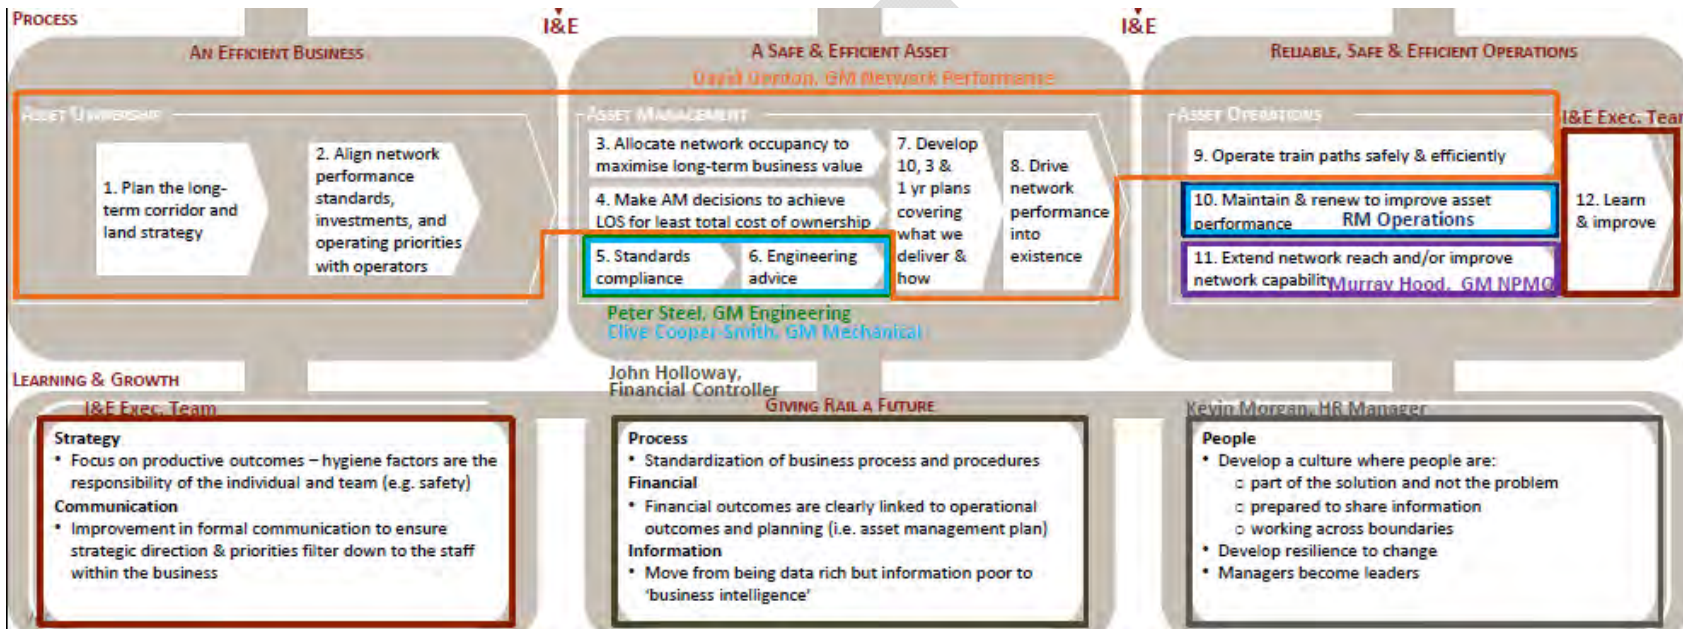 PROCESS
I&E
I&E
AN EFFICIENT BUSINESS
A SAFE & EFFICIENT ASSET
RELIABLE, SAFE & EFFICIENT OPERATIONS
David Gordon, GM Network Performance
ASSET OWNERSHIP
1. Plan the long-
term corridor and
land strategy
2. Align network
performance
standards,
investments, and
operating priorities
with operators
ASSET MANAGEMENT
3. Allocate network occupancy to
maximise long-term business value
4. Make AM decisions to achieve
LOS for least total cost of ownership
5. Standards
compliance
6. Engineering
advice
7. Develop
10, 3 &
1 yr plans
covering
what we
deliver &
how
8. Drive
network
performance
into
existence
Peter Steel, GM Engineering
Clive Cooper-Smith, GM Mechanical
ASSET OPERATIONS
9. Operate train paths safely & efficiently
10. Maintain & renew to improve asset
performance RM Operations
11. Extend network reach and/or improve
network capability Murray Hood, GM NPMO
I&E Exec. Team
12. Learn
& improve
LEARNING & GROWTH
I&E Exec. Team
Strategy
• Focus on productive outcomes – hygiene factors are the
responsibility of the individual and team (e.g. safety)
Communication
• Improvement in formal communication to ensure
strategic direction & priorities filter down to the staff
within the business
John Holloway,
Financial Controller
GIVING RAIL A FUTURE
Process
• Standardization of business process and procedures
Financial
• Financial outcomes are clearly linked to operational
outcomes and planning (i.e. asset management plan)
Information
• Move from being data rich but information poor to
'business intelligence'
Kevin Morgan, HR Manager
People
• Develop a culture where people are:
o part of the solution and not the problem
o prepared to share information
o working across boundaries
• Develop resilience to change
• Managers become leaders